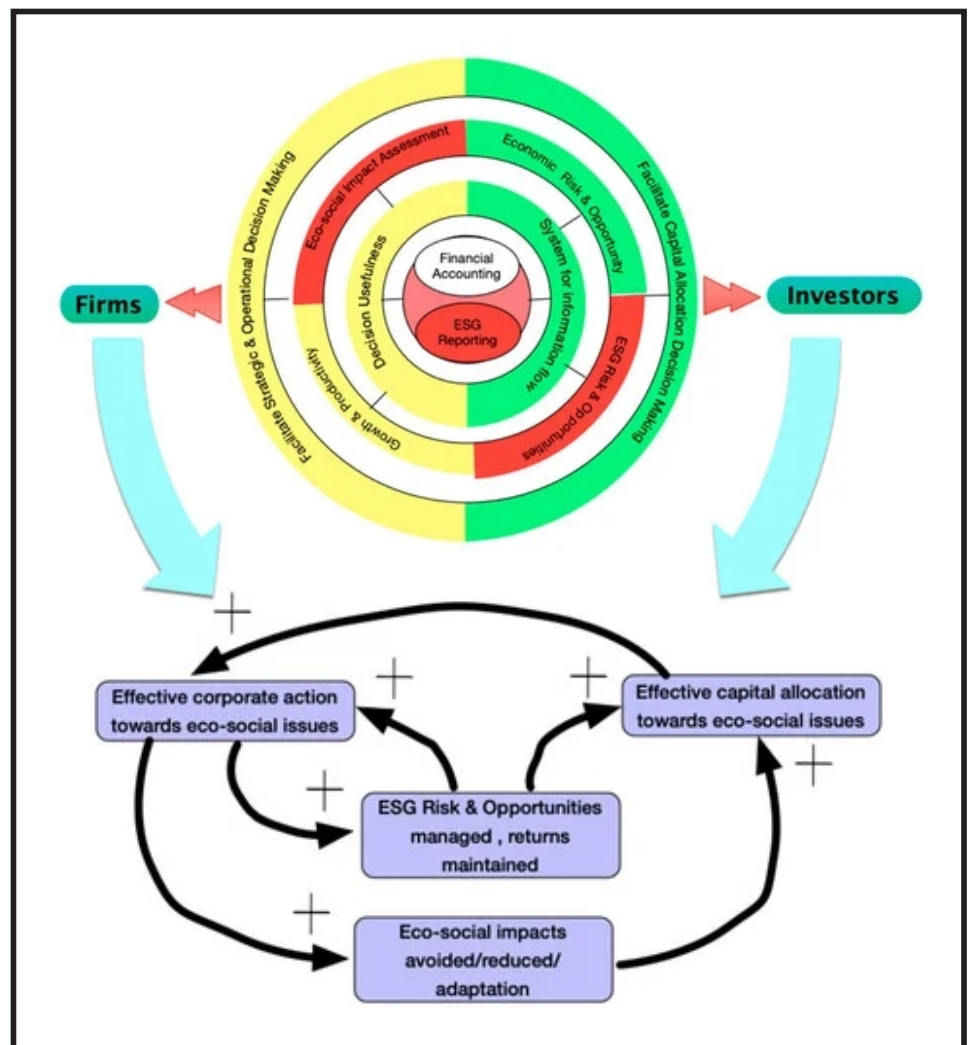 Facilitate Strategic & Operational Decision Making
Facilitate Capital Allocation Decision Making
Eco-social Impact Assessment
Economic Risk & Opportunity
Growth & Productivity
ESG Risk & Opportunities
Decision Usefulness
System for information flow
Financial
Accounting
ESG
Reporting
Firms
Investors
+
Effective corporate action
towards eco-social issues
+
+
Effective capital allocation
towards eco-social issues
+
+
ESG Risk & Opportunities
managed , returns
maintained
+
Eco-social impacts
avoided/reduced/
adaptation